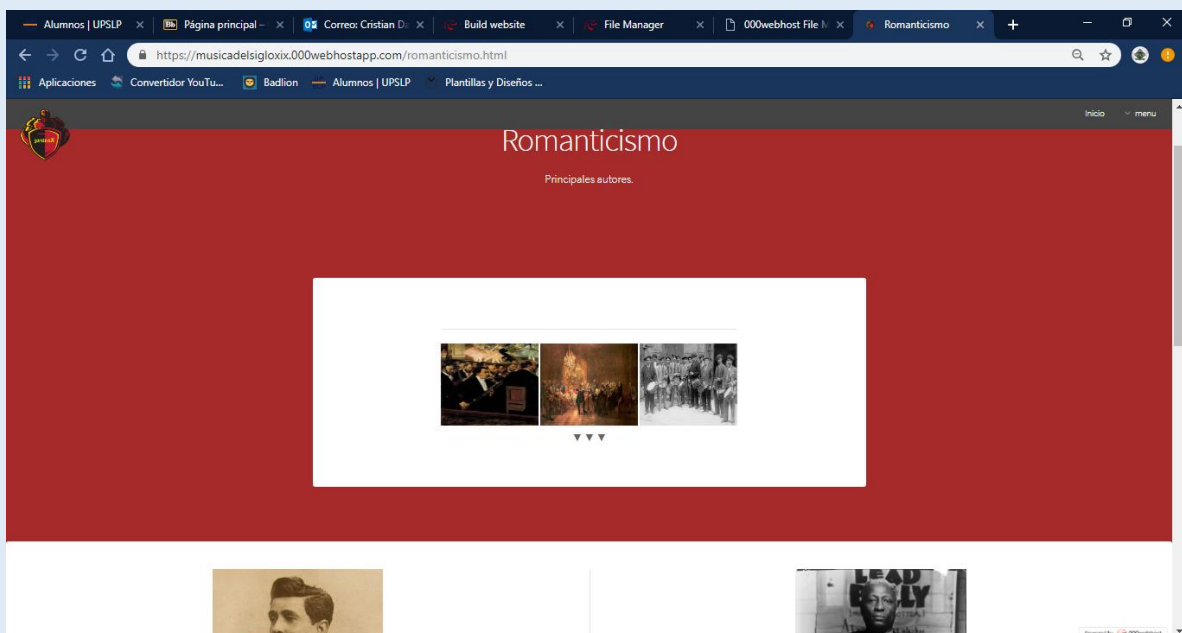 Alumnos | UPSLP
Página principal –
Correo: Cristian Da
Build website
File Manager
000webhost File M
Romanticismo
https://musicadelsigloxix.000webhostapp.com/romanticismo.html
Aplicaciones
Convertidor YouTu...
Badlion
Alumnos | UPSLP
Plantillas y Diseños ...
Inicio
menu
Romanticismo
Principales autores.
LEAD